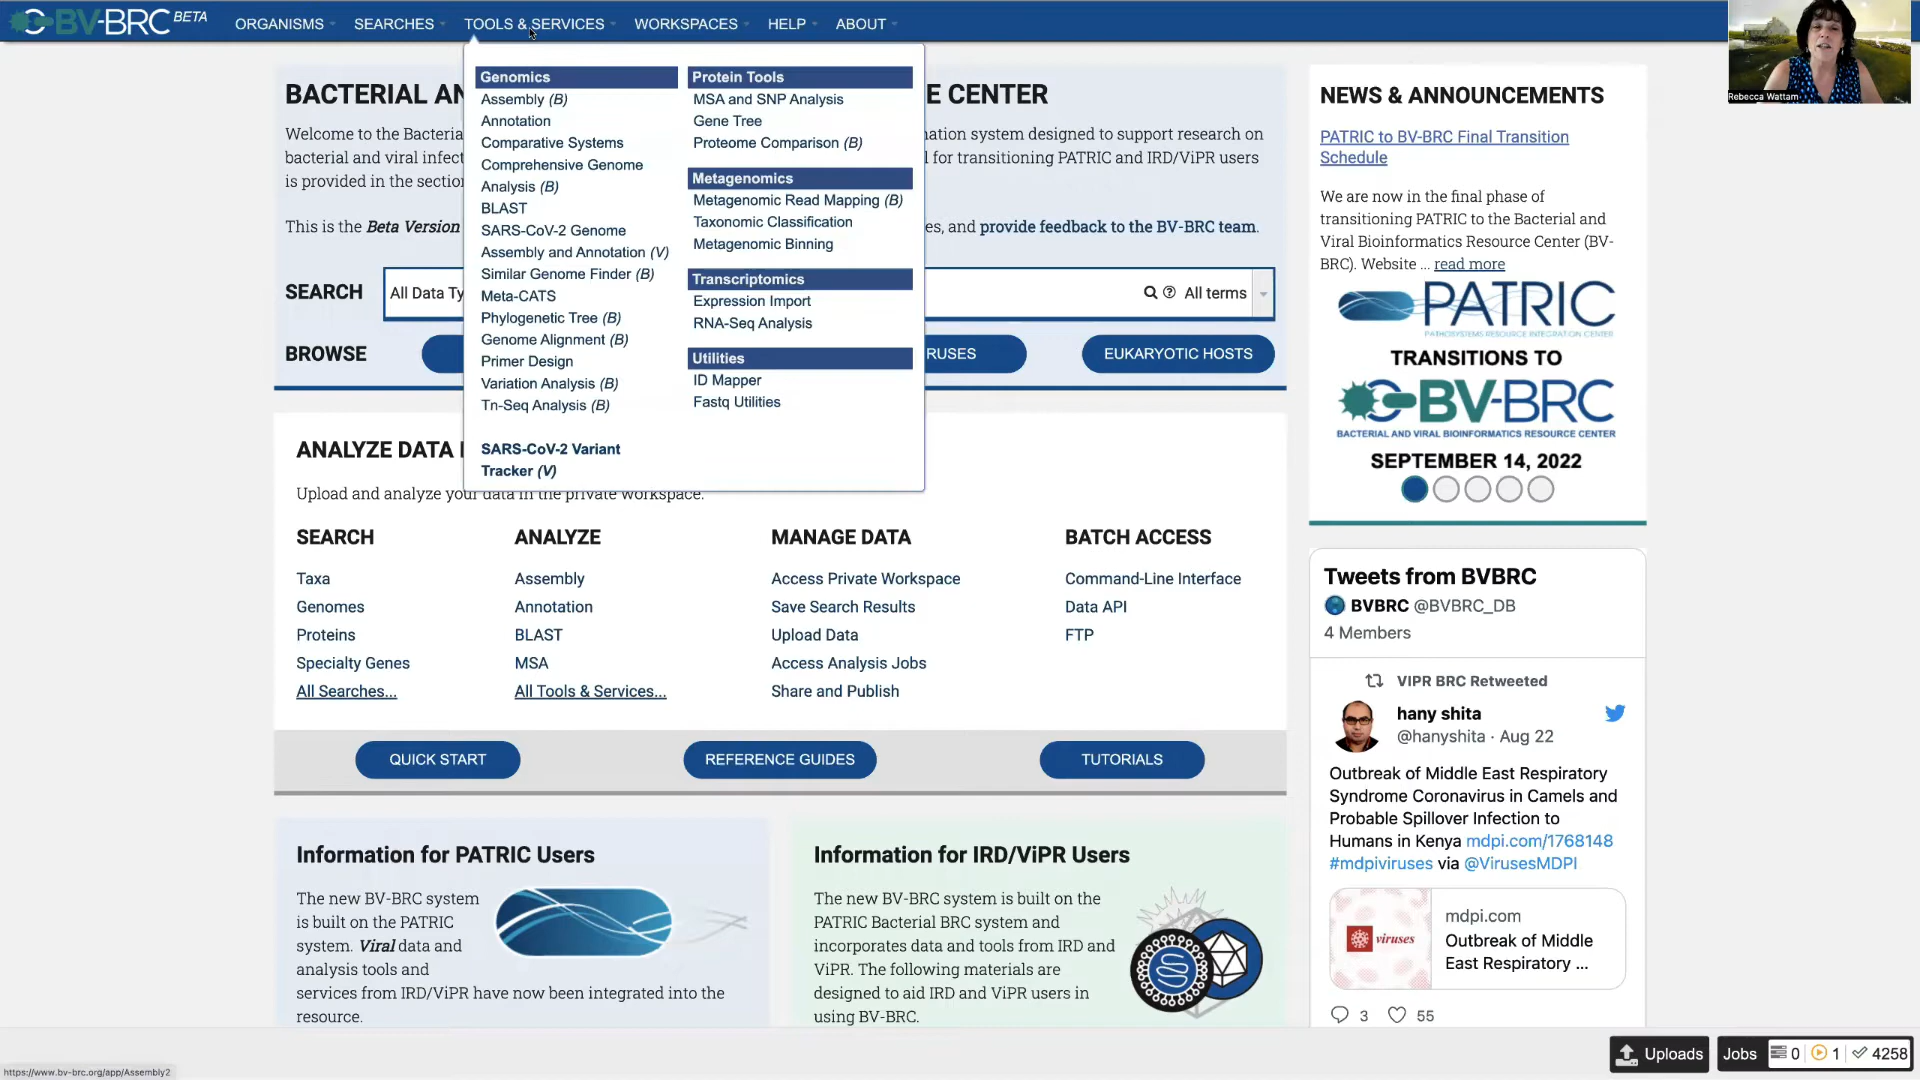 BV-BRC BETA
ORGANISMS
SEARCHES
TOOLS & SERVICES
WORKSPACES
HELP
ABOUT
Rebecca Wattam
Genomics
Assembly (B)
Annotation
Comparative Systems
Comprehensive Genome
Analysis (B)
BLAST
SARS-CoV-2 Genome
Assembly and Annotation (V)
Similar Genome Finder (B)
Meta-CATS
Phylogenetic Tree (B)
Genome Alignment (B)
Primer Design
Variation Analysis (B)
Tn-Seq Analysis (B)
SARS-CoV-2 Variant
Tracker (V)
Protein Tools
MSA and SNP Analysis
Gene Tree
Proteome Comparison (B)
Metagenomics
Metagenomic Read Mapping (B)
Taxonomic Classification
Metagenomic Binning
Transcriptomics
Expression Import
RNA-Seq Analysis
Utilities
ID Mapper
Fastq Utilities
BACTERIAL AN E CENTER
Welcome to the Bacteria ation system designed to support research on
bacterial and viral infect l for transitioning PATRIC and IRD/ViPR users
is provided in the section
This is the Beta Version es, and provide feedback to the BV-BRC team.
SEARCH
All Data Ty
All terms
BROWSE
RUSES
EUKARYOTIC HOSTS
ANALYZE DATA
Upload and analyze your data in the private workspace.
SEARCH
Taxa
Genomes
Proteins
Specialty Genes
All Searches...
ANALYZE
Assembly
Annotation
BLAST
MSA
All Tools & Services...
MANAGE DATA
Access Private Workspace
Save Search Results
Upload Data
Access Analysis Jobs
Share and Publish
BATCH ACCESS
Command-Line Interface
Data API
FTP
QUICK START
REFERENCE GUIDES
TUTORIALS
Information for PATRIC Users
The new BV-BRC system
is built on the PATRIC
system. Viral data and
analysis tools and
services from IRD/ViPR have now been integrated into the
resource.
Information for IRD/ViPR Users
The new BV-BRC system is built on the
PATRIC Bacterial BRC system and
incorporates data and tools from IRD and
ViPR. The following materials are
designed to aid IRD and ViPR users in
using BV-BRC.
NEWS & ANNOUNCEMENTS
PATRIC to BV-BRC Final Transition
Schedule
We are now in the final phase of
transitioning PATRIC to the Bacterial and
Viral Bioinformatics Resource Center (BV-
BRC). Website ... read more
PATRIC
PATHOSYSTEMS RESOURCE INTEGRATION CENTER
TRANSITIONS TO
BV-BRC
BACTERIAL AND VIRAL BIOINFORMATICS RESOURCE CENTER
SEPTEMBER 14, 2022
Tweets from BVBRC
BVBRC @BVBRC_DB
4 Members
VIPR BRC Retweeted
hany shita
@hanyshita · Aug 22
Outbreak of Middle East Respiratory
Syndrome Coronavirus in Camels and
Probable Spillover Infection to
Humans in Kenya mdpi.com/1768148
#mdpiviruses via @VirusesMDPI
viruses
mdpi.com
Outbreak of Middle
East Respiratory ...
3 55
Uploads
Jobs 0 1 4258
https://www.bv-brc.org/app/Assembly2